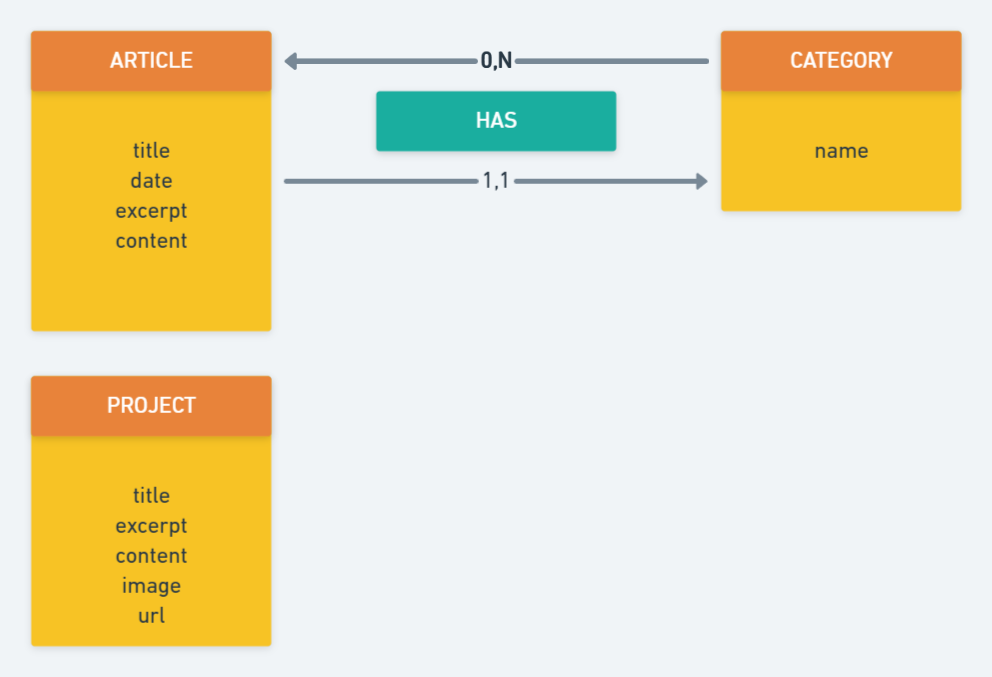 ARTICLE
0,N
CATEGORY
HAS
title
date
excerpt
content
1,1
name
PROJECT
title
excerpt
content
image
url